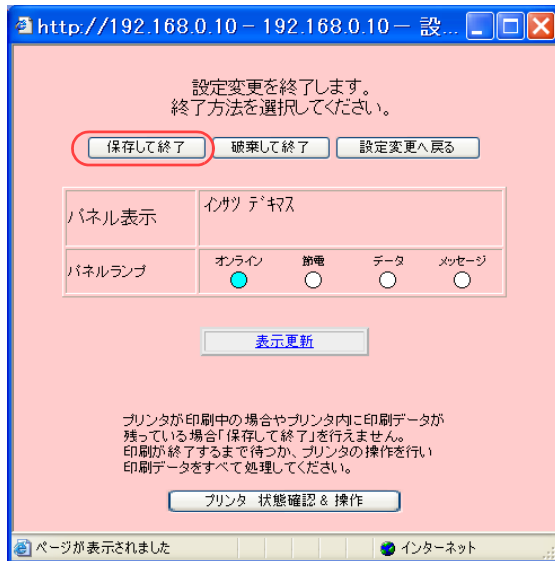 http://192.168.0.10 - 192.168.0.10 - 設...
設定変更を終了します。
終了方法を選択してください。
保存して終了 破棄して終了 設定変更へ戻る
パネル表示 インサツ デキマス
パネルランプ オンライン 節電 データ メッセージ
表示更新
プリンタが印刷中の場合やプリンタ内に印刷データが
残っている場合「保存して終了」を行えません。
印刷が終了するまで待つか、プリンタの操作を行い
印刷データをすべて処理してください。
プリンタ 状態確認 & 操作
ページが表示されました インターネット